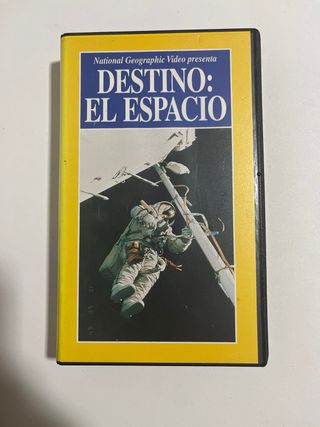 National Geographic Video presenta
DESTINO:
EL ESPACIO